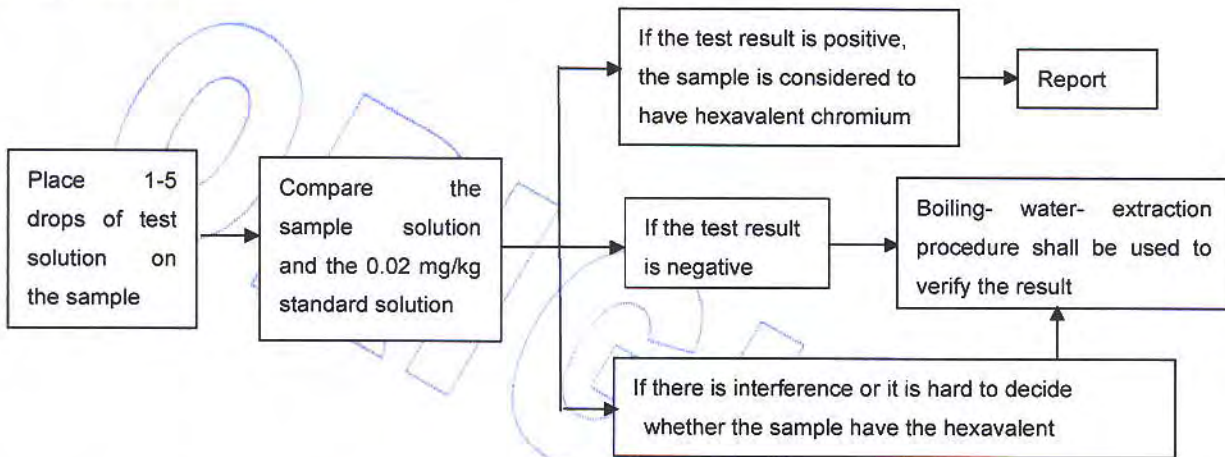 Place 1-5
drops of test
solution on
the sample
Compare the
sample solution
and the 0.02 mg/kg
standard solution
If the test result is positive,
the sample is considered to
have hexavalent chromium
Report
If the test result
is negative
Boiling- water- extraction
procedure shall be used to
verify the result
If there is interference or it is hard to decide
whether the sample have the hexavalent